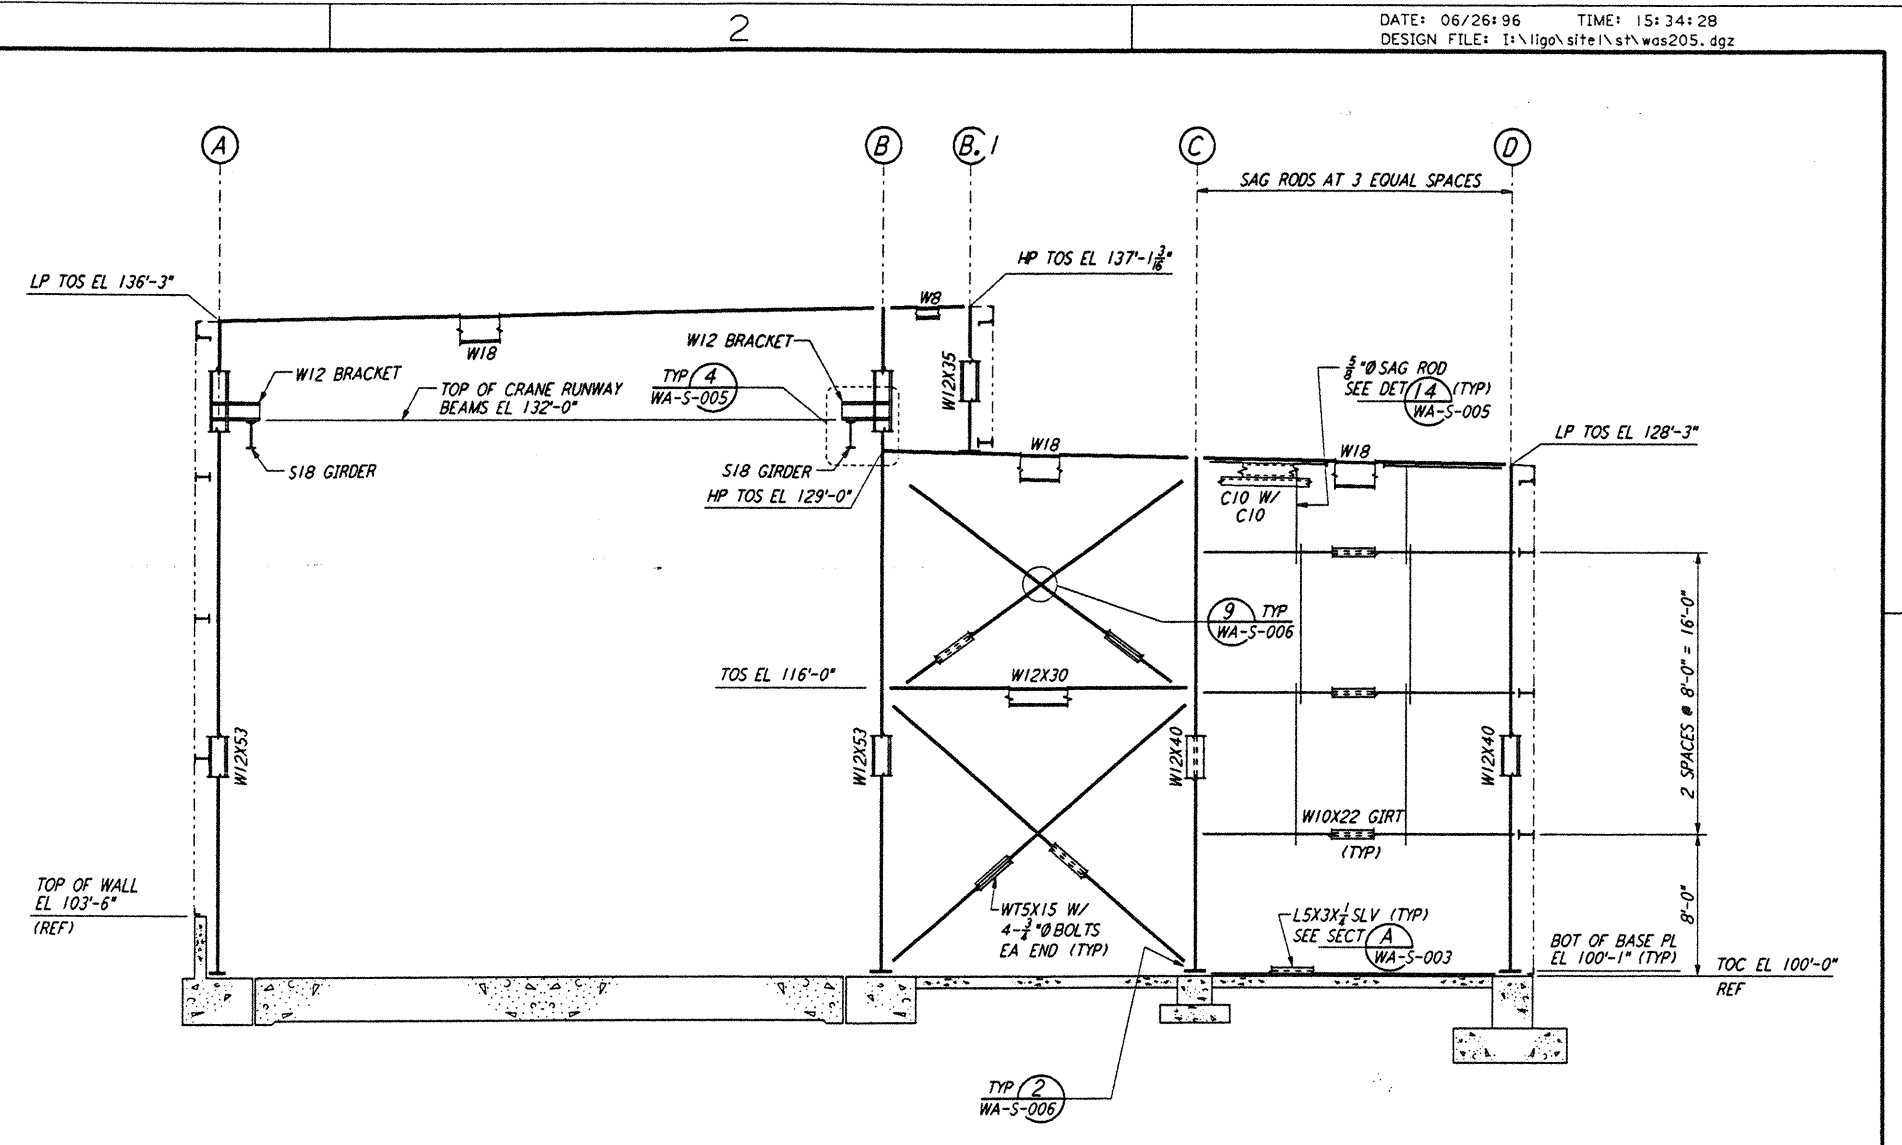 2
DATE: 06/26:96 TIME: 15:34:28
DESIGN FILE: I:\ligo\site1\st\was205.dgz
A
B
B.1
C
D
SAG RODS AT 3 EQUAL SPACES
HP TOS EL 137'-1 3/16"
LP TOS EL 136'-3"
W8
W18
W12 BRACKET
W12 BRACKET
TOP OF CRANE RUNWAY
BEAMS EL 132'-0"
TYP 4
WA-S-005
W12X35
5/8"Ø SAG ROD
SEE DET 14 (TYP)
WA-S-005
LP TOS EL 128'-3"
S18 GIRDER
S18 GIRDER
W18
W18
HP TOS EL 129'-0"
C10 W/
C10
9 TYP
WA-S-006
TOS EL 116'-0"
W12X30
2 SPACES @ 8'-0" = 16'-0"
W12X53
W12X53
W12X40
W12X40
W10X22 GIRT
(TYP)
TOP OF WALL
EL 103'-6"
(REF)
WT5X15 W/
4-3/4"Ø BOLTS
EA END (TYP)
L5X3X1/4 SLV (TYP)
SEE SECT A
WA-S-003
8'-0"
BOT OF BASE PL
EL 100'-1" (TYP)
TOC EL 100'-0"
REF
TYP 2
WA-S-006